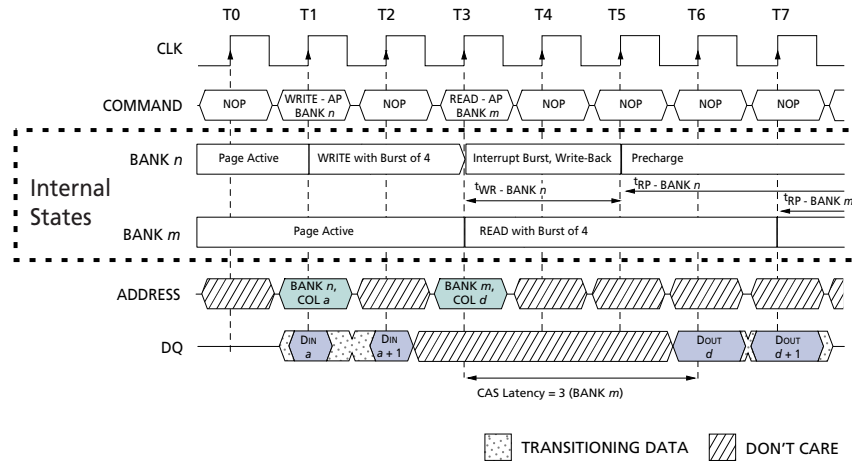 T0 T1 T2 T3 T4 T5 T6 T7
CLK
COMMAND NOP WRITE - AP BANK n NOP READ - AP BANK m NOP NOP NOP NOP
Internal States
BANK n Page Active WRITE with Burst of 4 Interrupt Burst, Write-Back Precharge
tWR - BANK n tRP - BANK n
tRP - BANK m
BANK m Page Active READ with Burst of 4
ADDRESS BANK n, COL a BANK m, COL d
DQ DIN a DIN a + 1 DOUT d DOUT d + 1
CAS Latency = 3 (BANK m)
TRANSITIONING DATA DON'T CARE